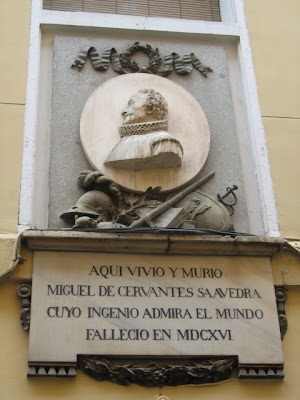 AQUI VIVIO Y MURIO
MIGUEL DE CERVANTES SAAVEDRA
CUYO INGENIO ADMIRA EL MUNDO
FALLECIO EN MDCXVI.